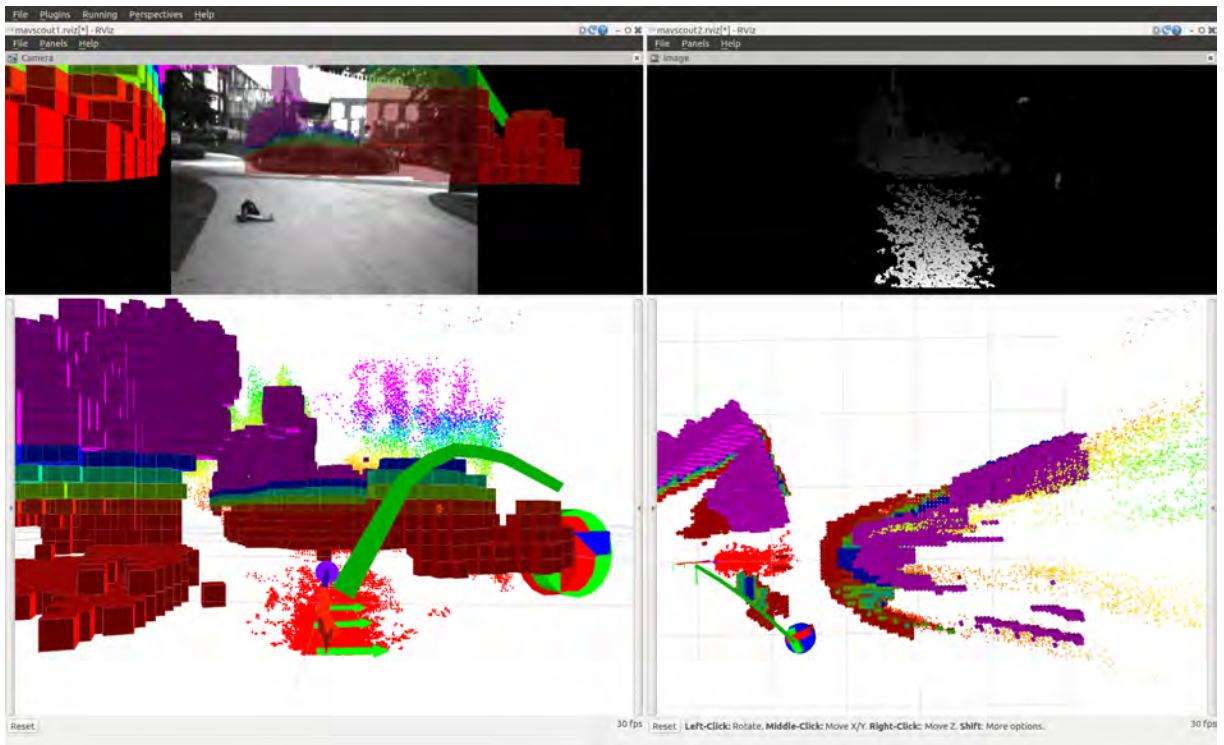 File Plugins Running Perspectives Help
mavscout1.rviz[*] - RViz
File Panels Help
Camera
mavscout2.rviz[*] - RViz
File Panels Help
Image
Reset
30 fps
Reset Left-Click: Rotate. Middle-Click: Move X/Y. Right-Click: Move Z. Shift: More options.
30 fps